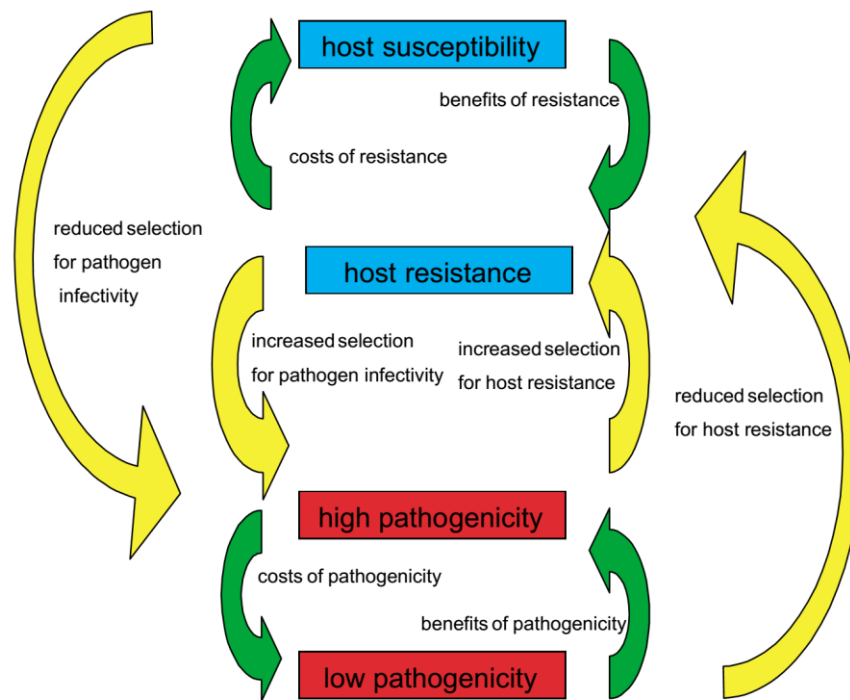 host susceptibility
benefits of resistance
costs of resistance
reduced selection
for pathogen
infectivity
host resistance
increased selection
for pathogen infectivity
increased selection
for host resistance
reduced selection
for host resistance
high pathogenicity
costs of pathogenicity
benefits of pathogenicity
low pathogenicity